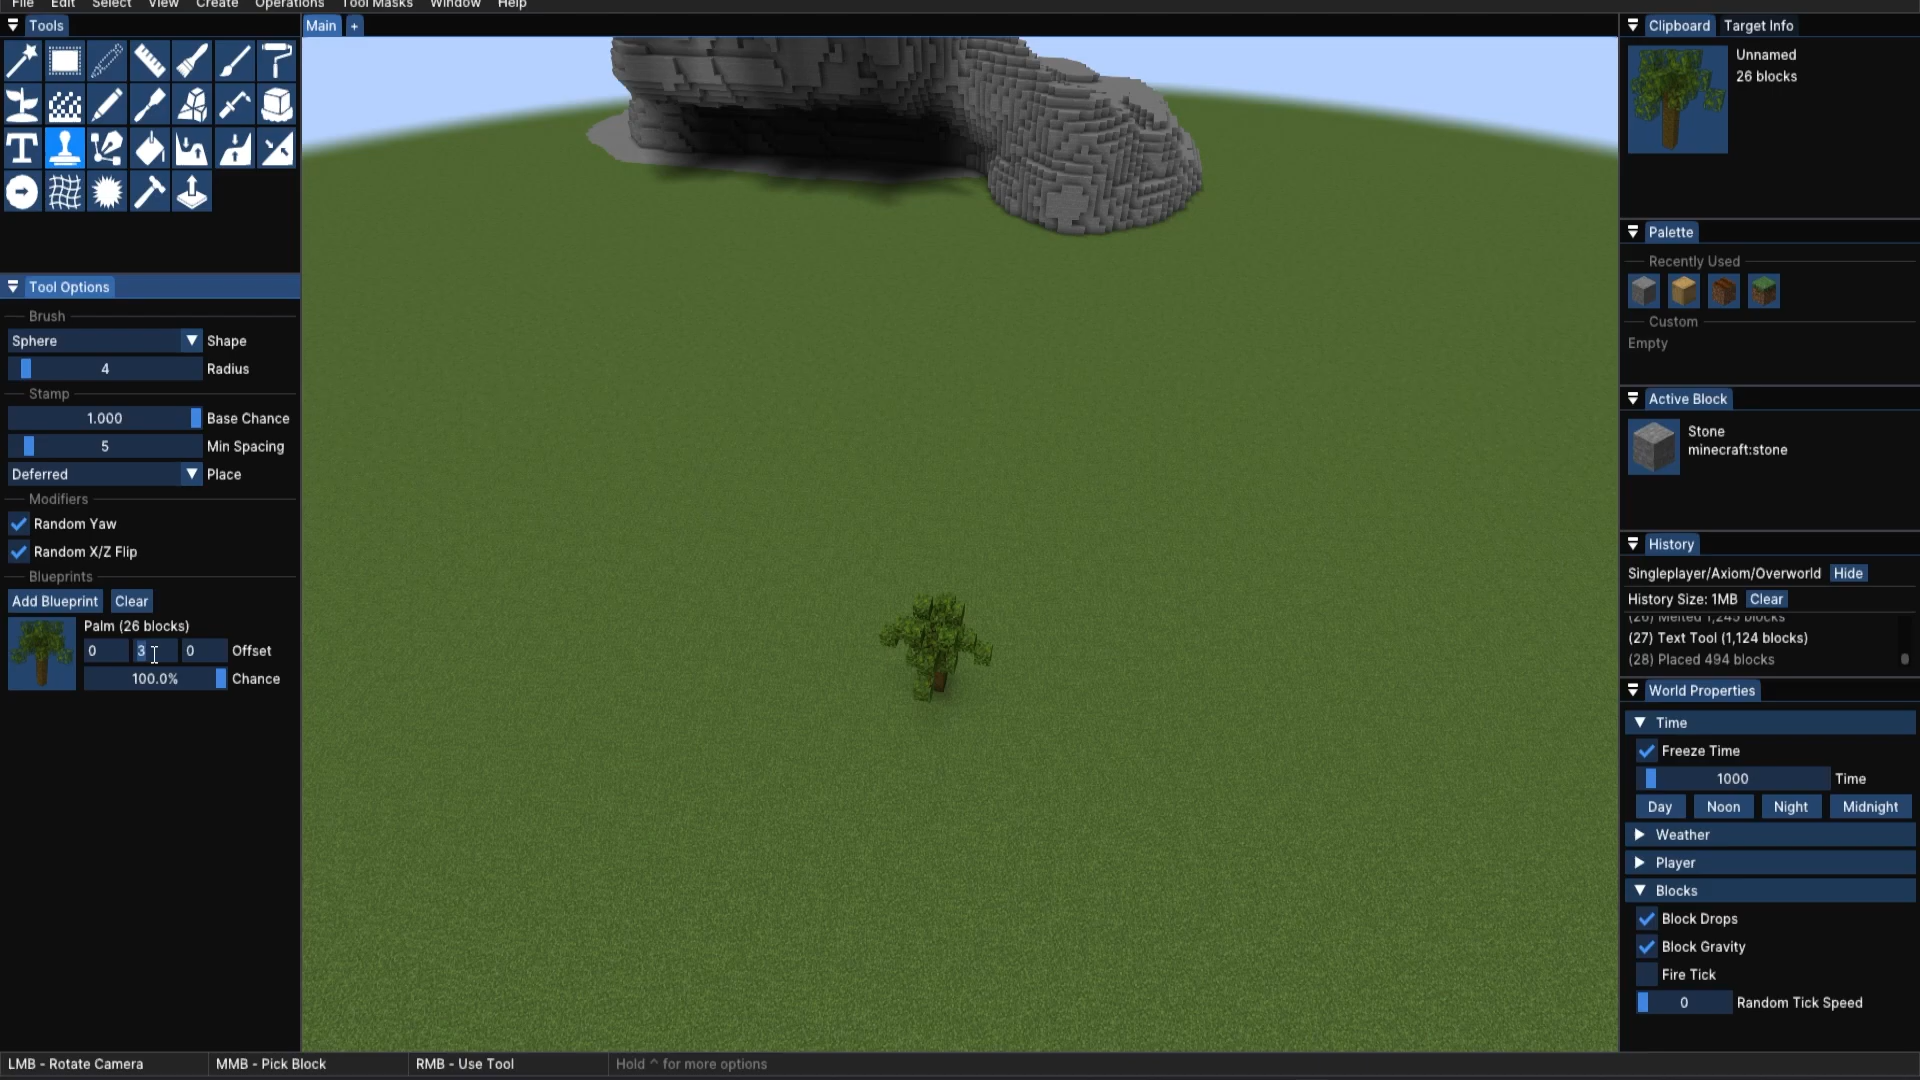 File Edit Select View Create Operations Tool Masks Window Help
Tools
Main +
Clipboard Target Info
Unnamed
26 blocks
Palette
Recently Used
Custom
Empty
Tool Options
Brush
Sphere Shape
4 Radius
Stamp
1.000 Base Chance
5 Min Spacing
Deferred Place
Modifiers
Random Yaw
Random X/Z Flip
Blueprints
Add Blueprint Clear
Palm (26 blocks)
0 3 0 Offset
100.0% Chance
Active Block
Stone
minecraft:stone
History
Singleplayer/Axiom/Overworld Hide
History Size: 1MB Clear
(26) Melted 1,245 blocks
(27) Text Tool (1,124 blocks)
(28) Placed 494 blocks
World Properties
Time
Freeze Time
1000 Time
Day Noon Night Midnight
Weather
Player
Blocks
Block Drops
Block Gravity
Fire Tick
0 Random Tick Speed
LMB - Rotate Camera MMB - Pick Block RMB - Use Tool Hold ^ for more options